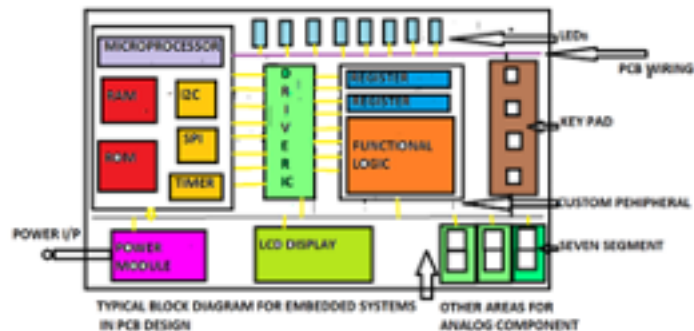 LEDs
MICROPROCESSOR
PCB WIRING
RAM
I2C
DRIVER IC
REGISTER
REGISTER
KEY PAD
SPI
FUNCTIONAL
LOGIC
ROM
TIMER
CUSTOM PEHIPHERAL
POWER I/P
POWER
MODULE
LCD DISPLAY
SEVEN SEGMENT
TYPICAL BLOCK DIAGRAM FOR EMBEDDED SYSTEMS
IN PCB DESIGN
OTHER AREAS FOR
ANALOG COMPONENT